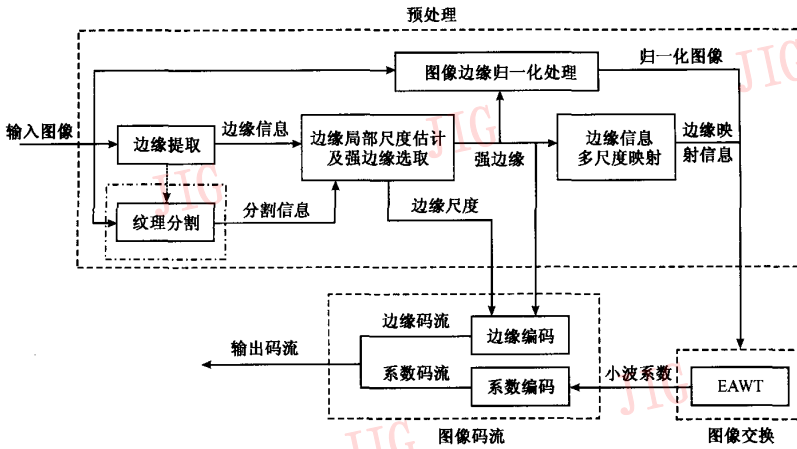 预处理
图像边缘归一化处理
归一化图像
JIG
输入图像
边缘提取
边缘信息
边缘局部尺度估计
及强边缘选取
JIG
强边缘
边缘信息
多尺度映射
边缘映
射信息
JIG
纹理分割
分割信息
边缘尺度
边缘码流
边缘编码
输出码流
系数码流
系数编码
小波系数
EAWT
JIG
图像码流
图像交换
JIG